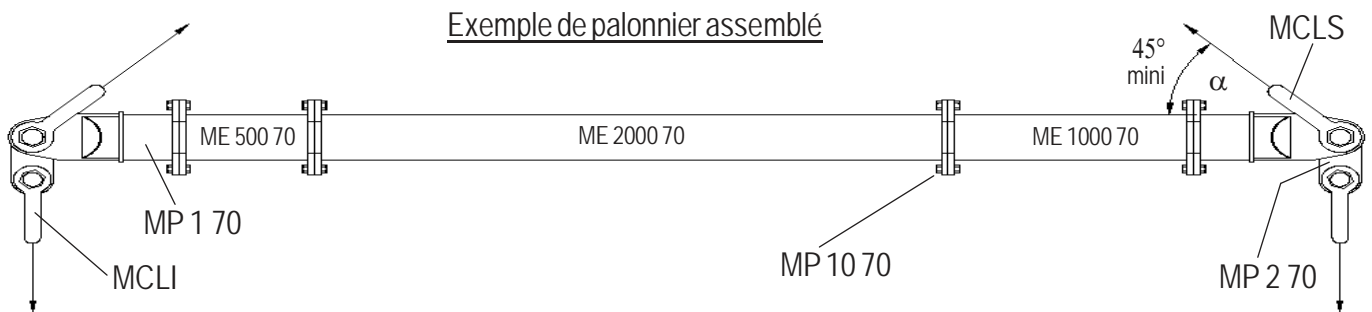 Exemple de palonnier assemblé
45°
mini
α
MCLS
ME 500 70
ME 2000 70
ME 1000 70
MP 1 70
MCLI
MP 10 70
MP 2 70